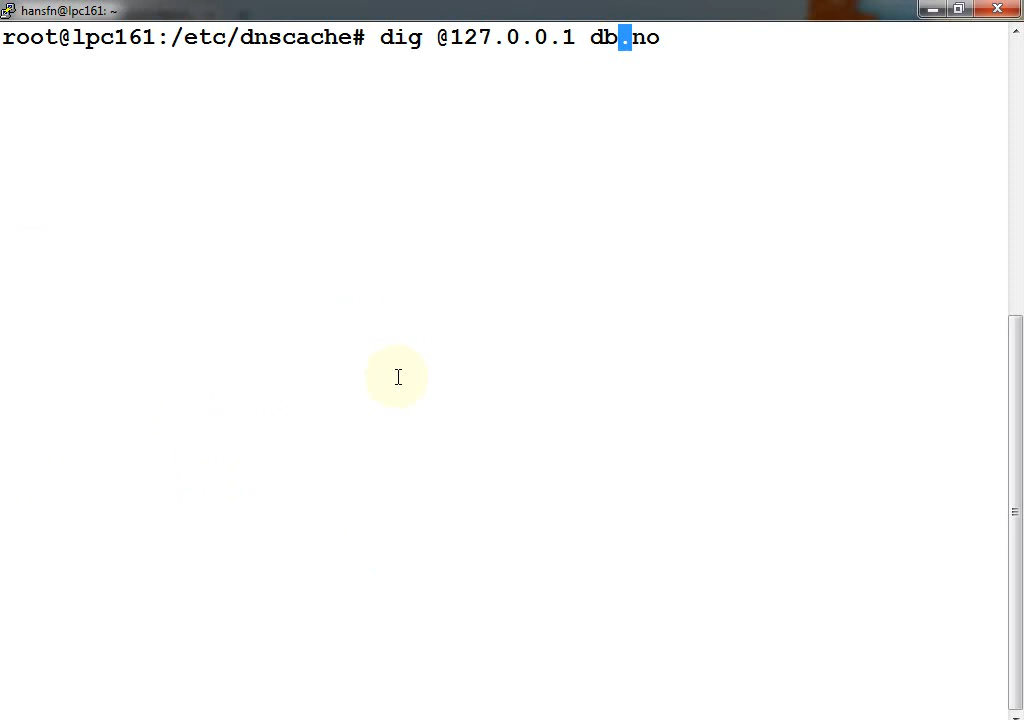 hansfn@lpc161: ~
root@lpc161:/etc/dnscache# dig @127.0.0.1 db.no